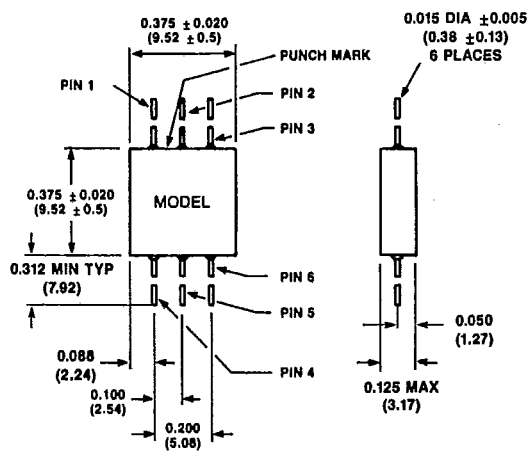 0.375 ±0.020
(9.52 ±0.5)
PUNCH MARK
PIN 1
PIN 2
PIN 3
0.015 DIA ±0.005
(0.38 ±0.13)
6 PLACES
0.375 ±0.020
(9.52 ±0.5)
MODEL
0.312 MIN TYP
(7.92)
PIN 6
PIN 5
PIN 4
0.088
(2.24)
0.100
(2.54)
0.200
(5.08)
0.050
(1.27)
0.125 MAX
(3.17)